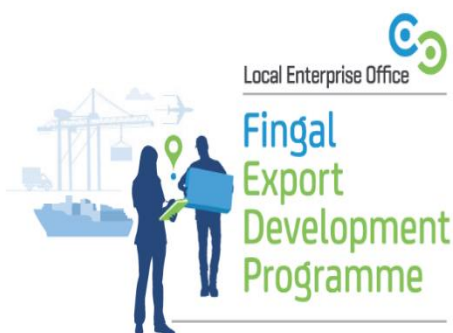 Local Enterprise Office
Fingal
Export
Development
Programme